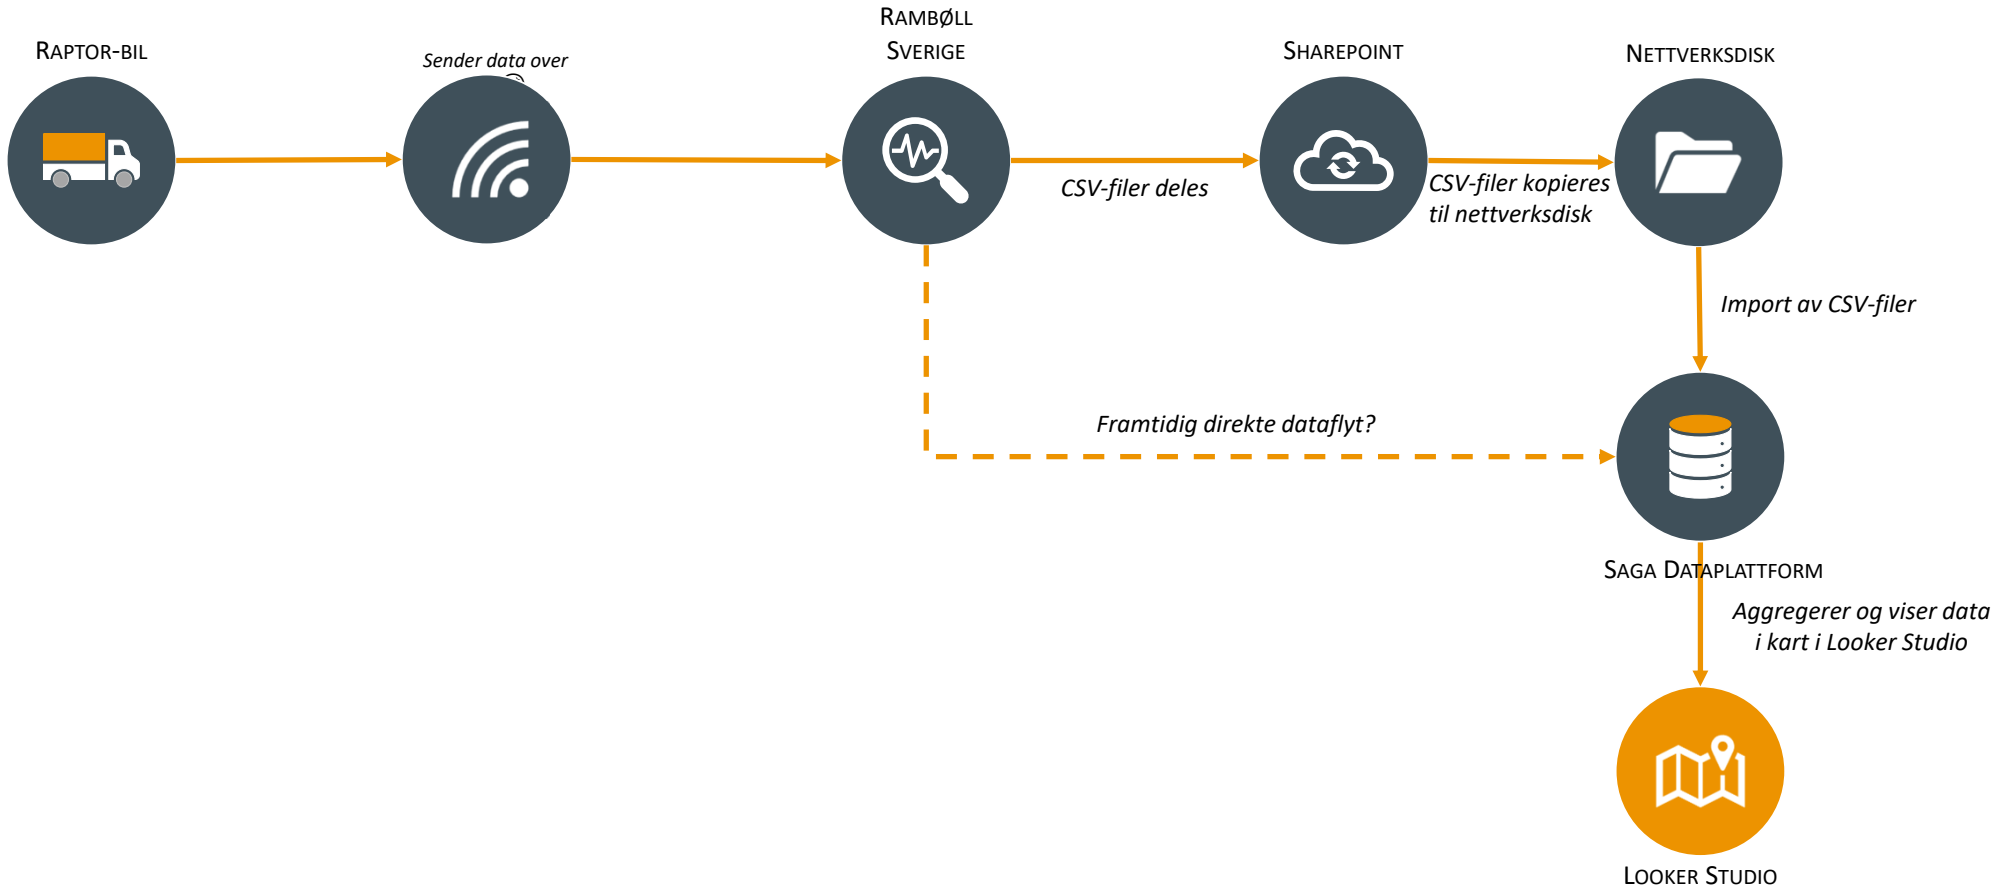 RAPTOR-BIL
Sender data over
RAMBØLL
SVERIGE
SHAREPOINT
NETTVERKSDISK
CSV-filer deles
CSV-filer kopieres
til nettverksdisk
Import av CSV-filer
Framtidig direkte dataflyt?
SAGA DATAPLATTFORM
Aggregerer og viser data
i kart i Looker Studio
LOOKER STUDIO